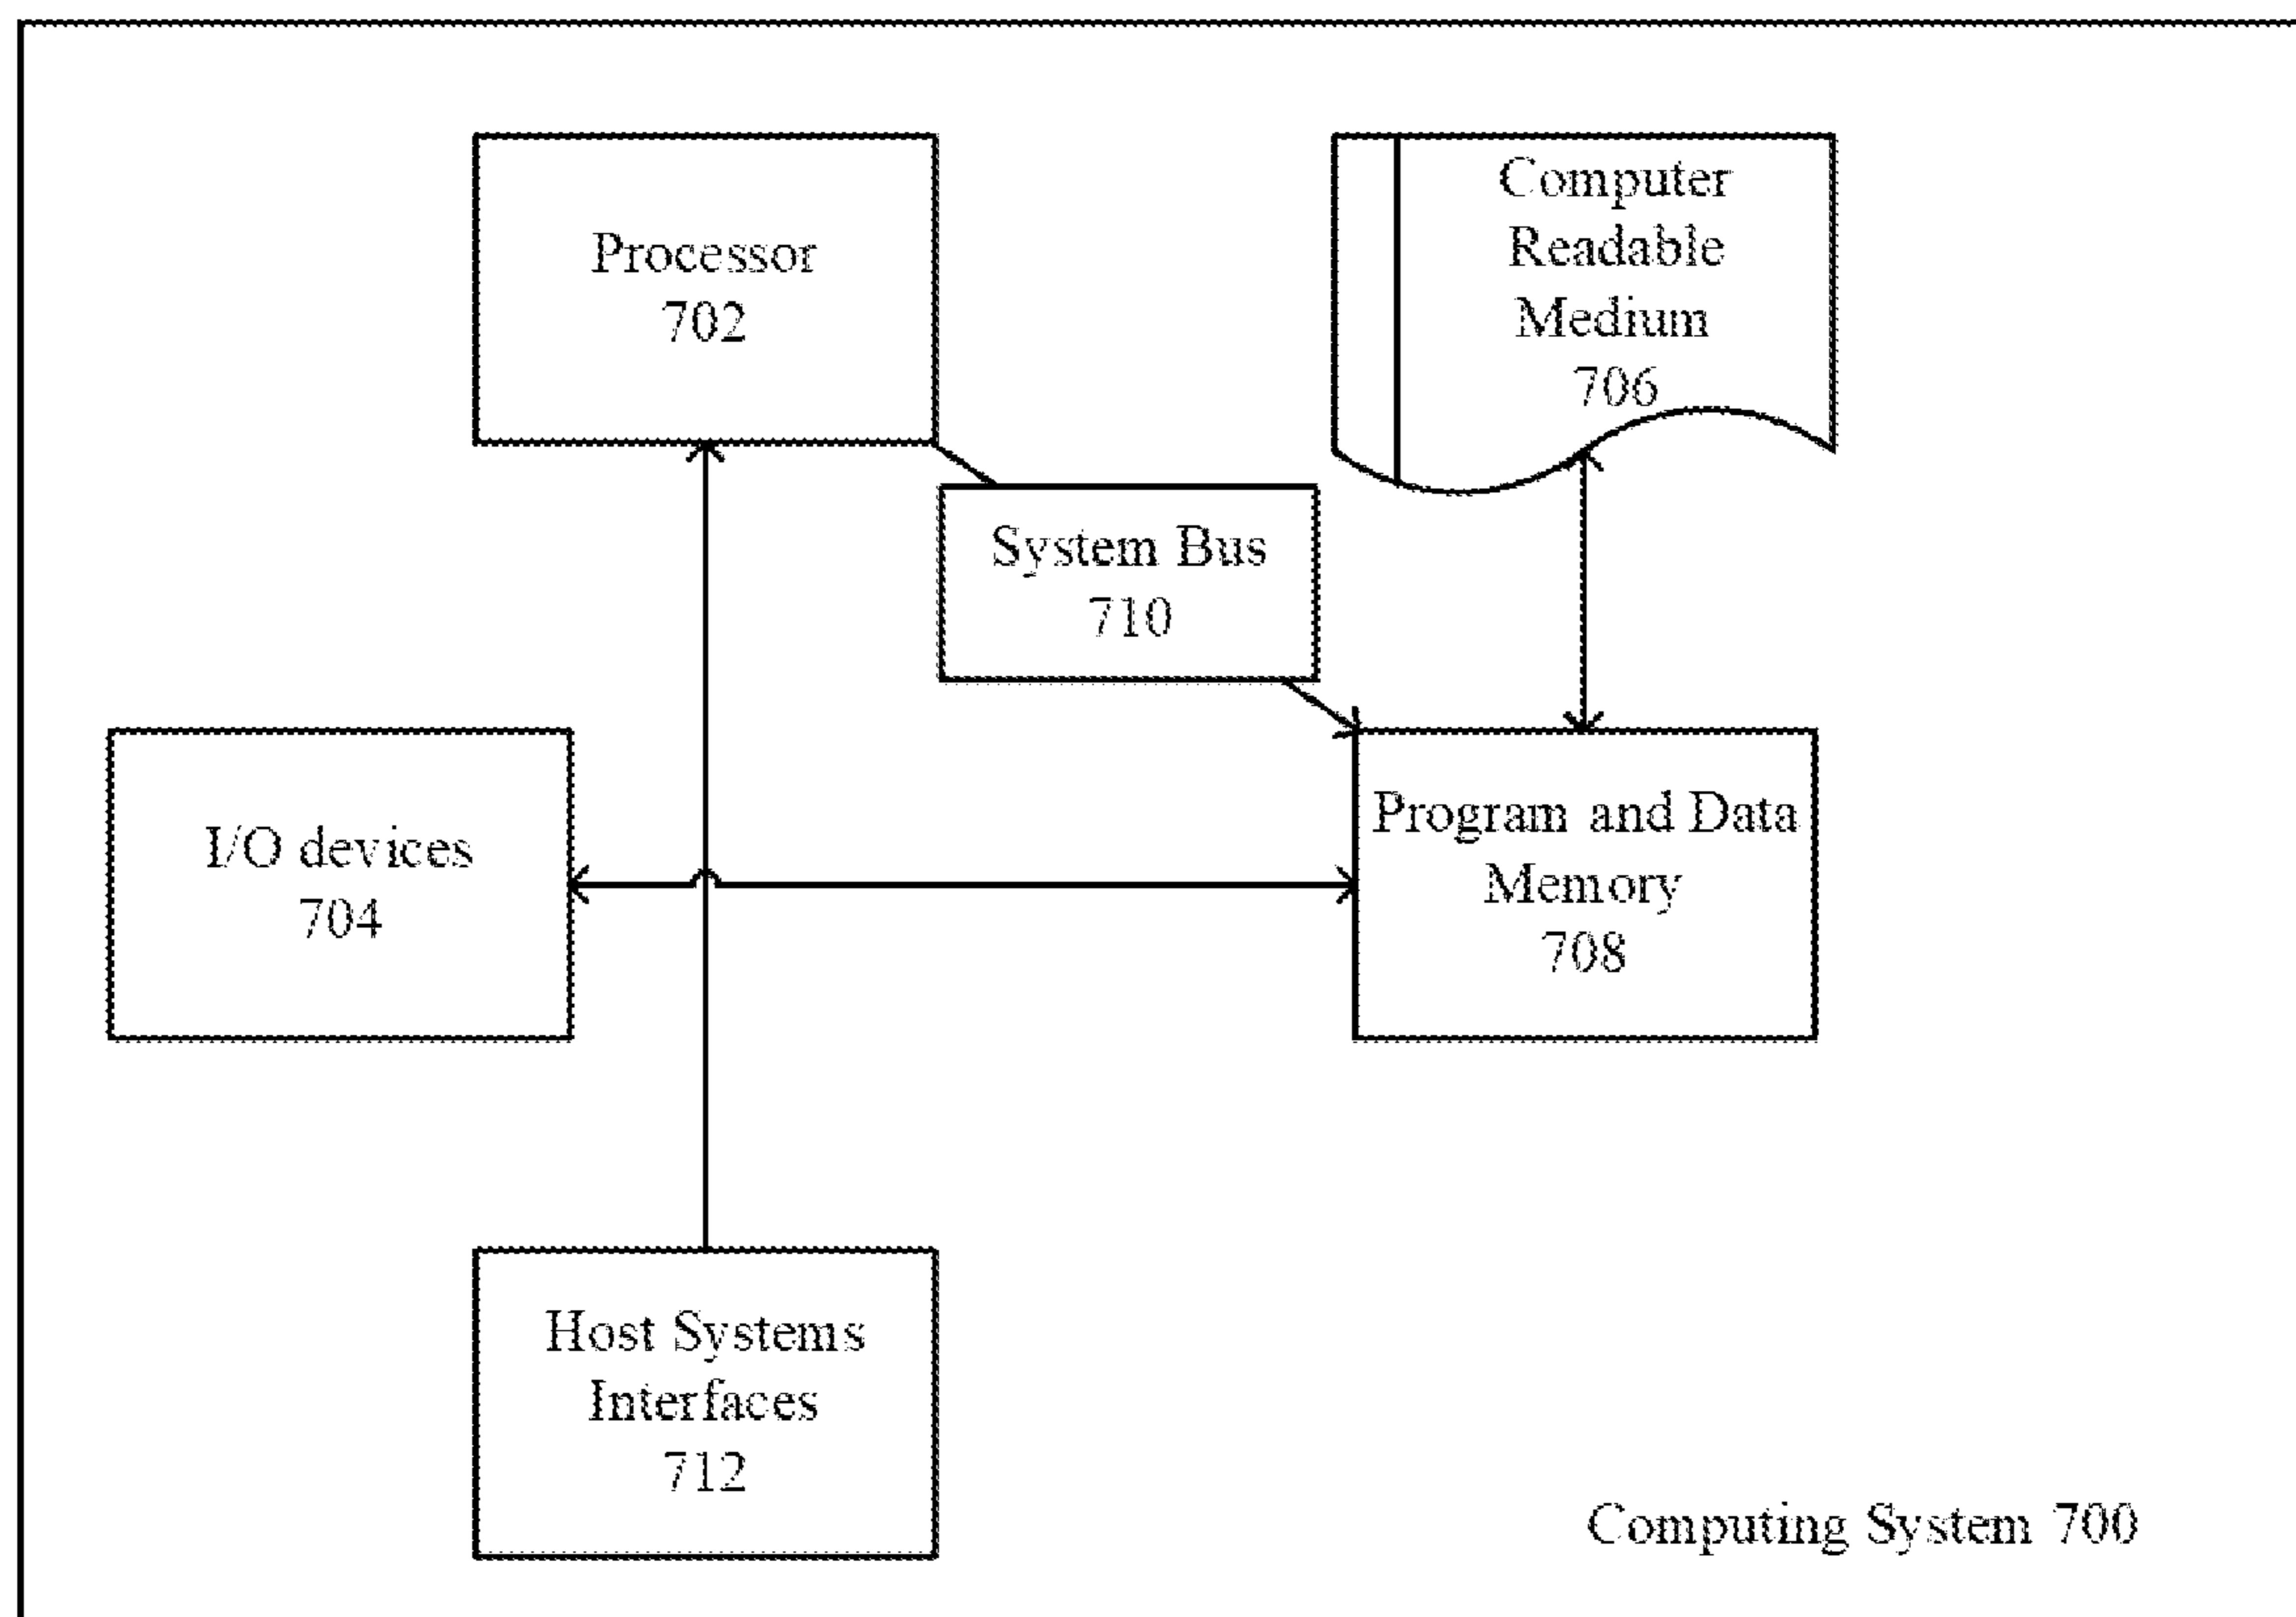 Processor
702
Computer
Readable
Medium
706
System Bus
710
I/O devices
704
Program and Data
Memory
708
Host Systems
Interfaces
712
Computing System 700